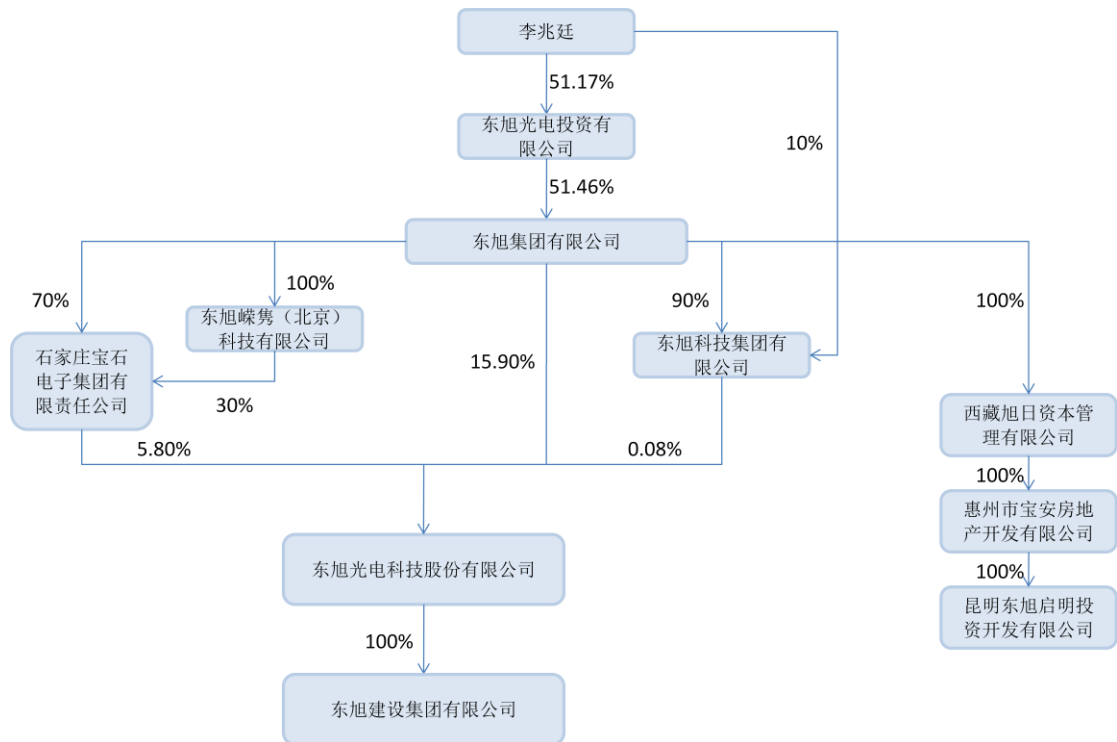 李兆廷
51.17%
东旭光电投资有
限公司
10%
51.46%
东旭集团有限公司
70%
100%
90%
100%
东旭嵘隽（北京）
科技有限公司
石家庄宝石
电子集团有
限责任公司
15.90%
东旭科技集团有
限公司
30%
西藏旭日资本管
理有限公司
5.80%
0.08%
100%
惠州市宝安房地
产开发有限公司
东旭光电科技股份有限公司
100%
昆明东旭启明投
资开发有限公司
100%
东旭建设集团有限公司